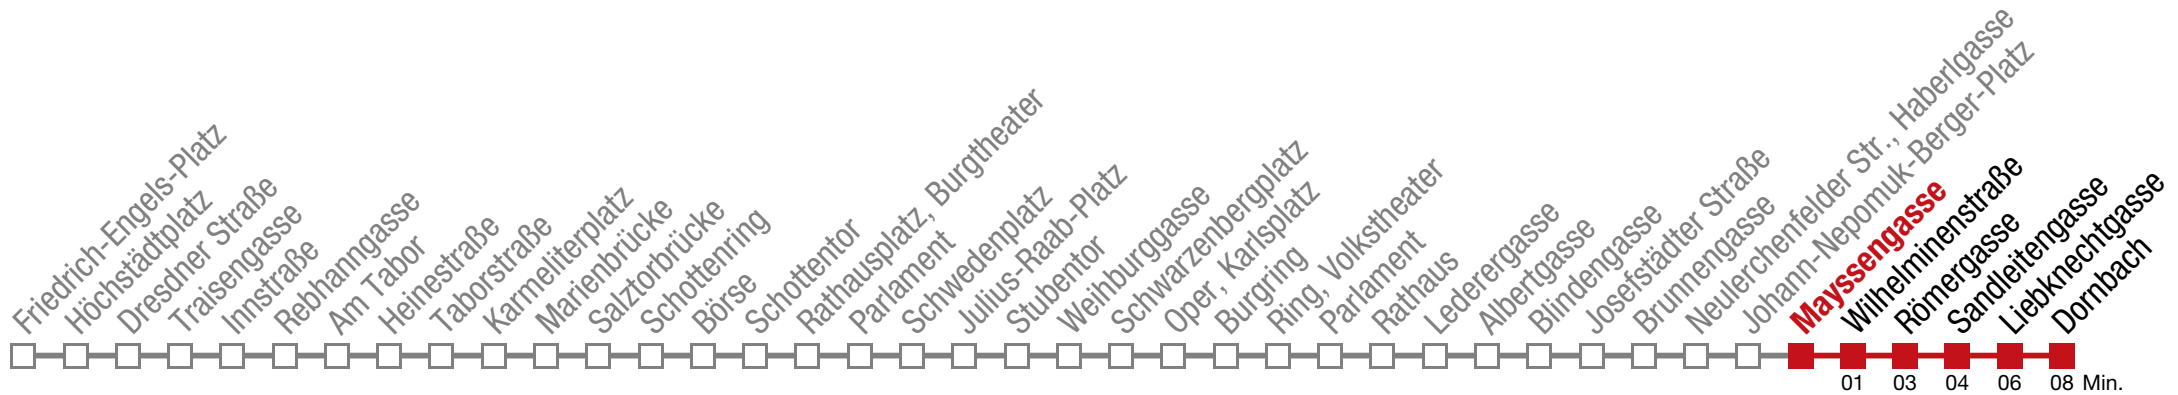 Friedrich-Engels-Platz
Höchstädtplatz
Dresdner Straße
Traisengasse
Innstraße
Rebhanngasse
Am Tabor
Heinestraße
Taborstraße
Karmeliterplatz
Marienbrücke
Salztorbrücke
Schottenring
Börse
Schottentor
Rathausplatz, Burgtheater
Parlament
Schwedenplatz
Julius-Raab-Platz
Stubentor
Weihburggasse
Schwarzenbergplatz
Oper, Karlsplatz
Burgring
Ring, Volkstheater
Parlament
Rathaus
Lederergasse
Albertgasse
Blindengasse
Josefstädter Straße
Brunnengasse
Neulerchenfelder Str., Haberlgasse
Johann-Nepomuk-Berger-Platz
Mayssengasse
Wilhelminenstraße
Römergasse
Sandleitengasse
Liebknechtgasse
Dornbach
01 03 04 06 08 Min.